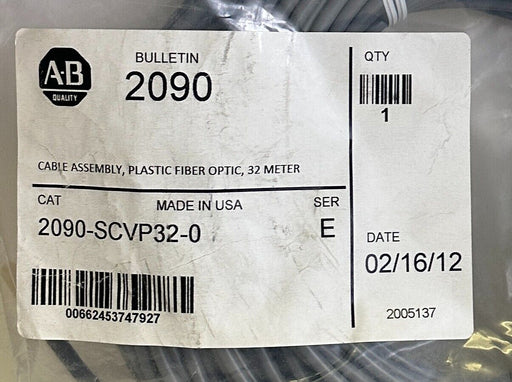 A-B
QUALITY
BULLETIN
2090
QTY
1
CABLE ASSEMBLY, PLASTIC FIBER OPTIC, 32 METER
CAT MADE IN USA SER
2090-SCVP32-0 E
00662453747927
DATE
02/16/12
2005137